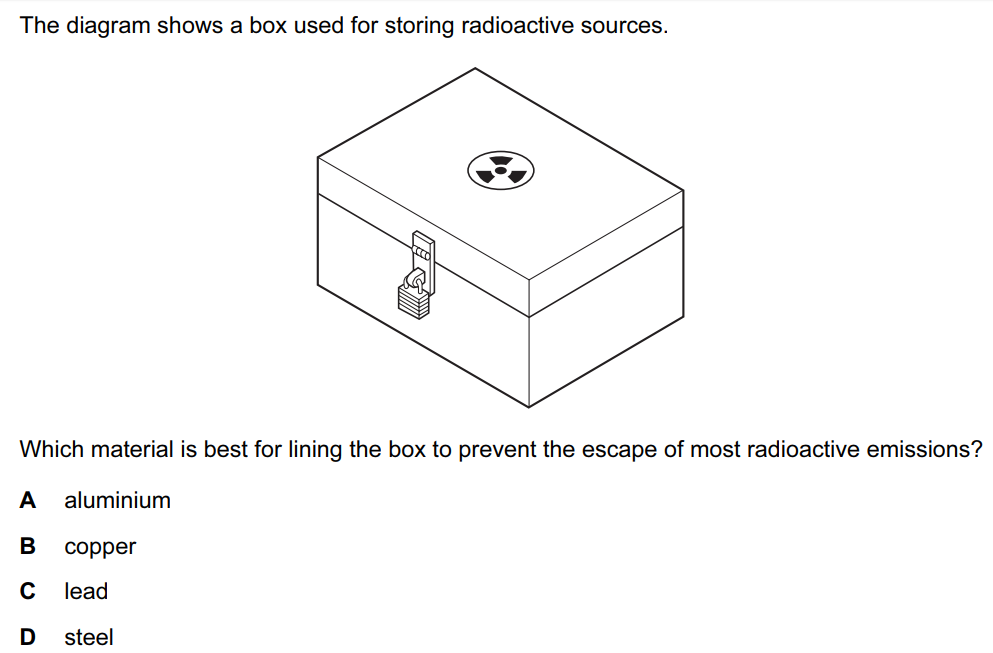 The diagram shows a box used for storing radioactive sources.
Which material is best for lining the box to prevent the escape of most radioactive emissions?
A aluminium
B copper
C lead
D steel